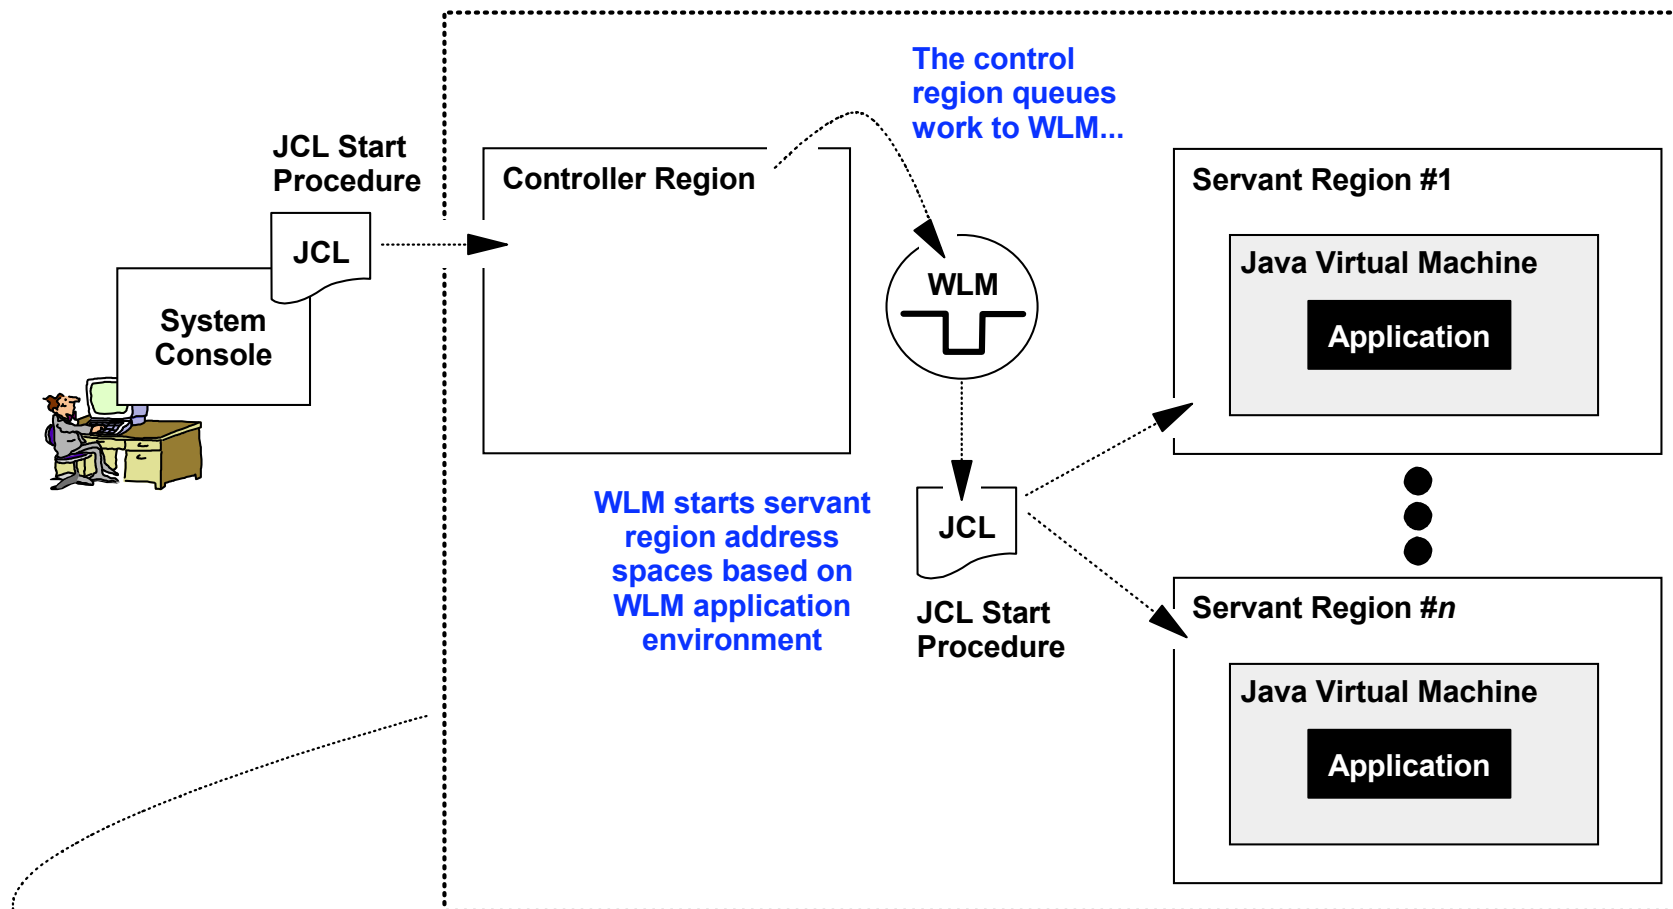 The control
region queues
work to WLM...
JCL Start
Procedure
JCL
System
Console
Controller Region
WLM
WLM starts servant
region address
spaces based on
WLM application
environment
JCL
JCL Start
Procedure
Servant Region #1
Java Virtual Machine
Application
Servant Region #n
Java Virtual Machine
Application